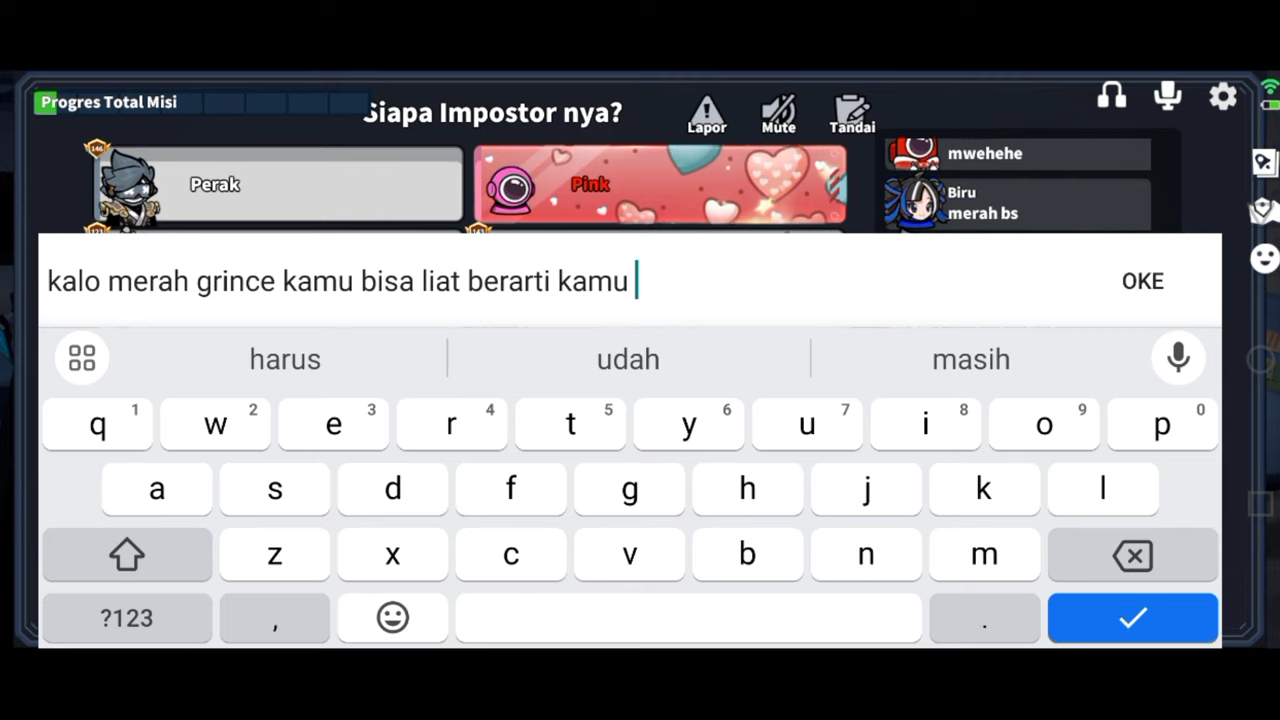 Progres Total Misi
Siapa Impostor nya?
Lapor
Mute
Tandai
146
Perak
Pink
mwehehe
Biru
merah bs
kalo merah grince kamu bisa liat berarti kamu
OKE
harus
udah
masih
q 1 w 2 e 3 r 4 t 5 y 6 u 7 i 8 o 9 p 0
a s d f g h j k l
z x c v b n m
?123 , .